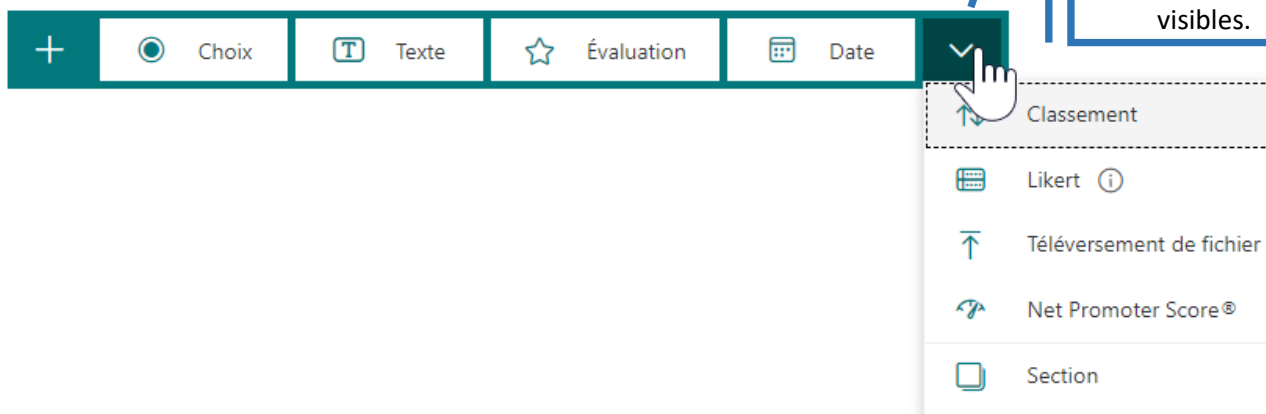 visibles.
Choix
Texte
Évaluation
Date
Classement
Likert
Téléversement de fichier
Net Promoter Score®
Section